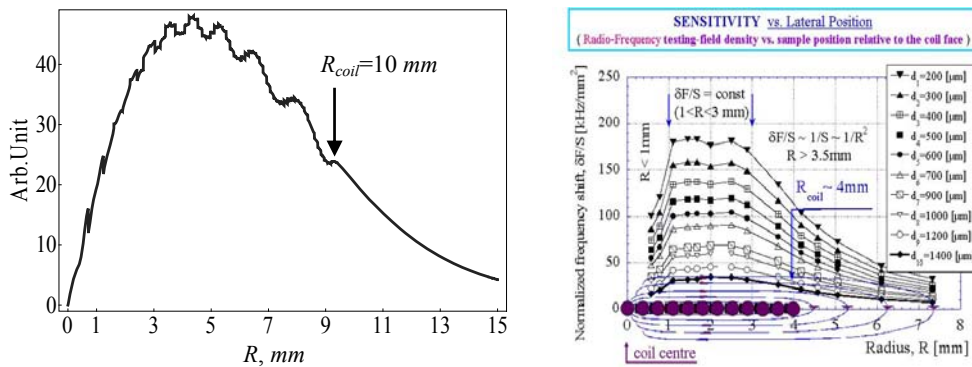 40
20
0
Arb.Unit
R_coil=10 mm
0 1 3 5 7 9 11 13 15
R, mm
SENSITIVITY vs. Lateral Position
( Radio-Frequency testing-field density vs. sample position relative to the coil face )
Normalized frequency shift, δF/S [kHz/mm²]
250
200
150
100
50
0
δF/S = const
(1<R<3 mm)
R < 1mm
δF/S ~ 1/S ~ 1/R²
R > 3.5mm
R_coil ~ 4mm
d₁=200 [μm]
d₂=300 [μm]
d₃=400 [μm]
d₄=500 [μm]
d₅=600 [μm]
d₆=700 [μm]
d₇=900 [μm]
d₈=1000 [μm]
d₉=1200 [μm]
d₁₀=1400 [μm]
0 1 2 3 4 5 6 7 8
Radius, R [mm]
coil centre